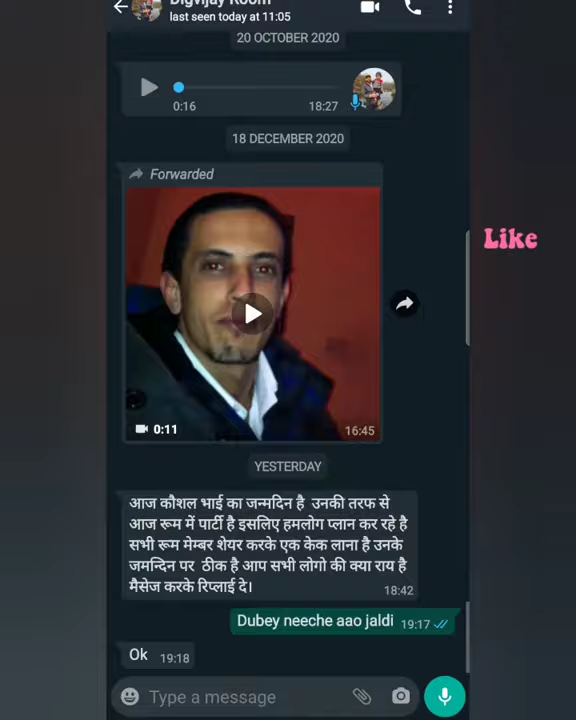 Digvijay Room
last seen today at 11:05
20 OCTOBER 2020
0:16
18:27
18 DECEMBER 2020
Forwarded
Like
0:11
16:45
YESTERDAY
आज कौशल भाई का जन्मदिन है उनकी तरफ से
आज रूम में पार्टी है इसलिए हमलोग प्लान कर रहे है
सभी रूम मेम्बर शेयर करके एक केक लाना है उनके
जमन्दिन पर ठीक है आप सभी लोगो की क्या राय है
मैसेज करके रिप्लाई दे।
18:42
Dubey neeche aao jaldi 19:17
Ok 19:18
Type a message